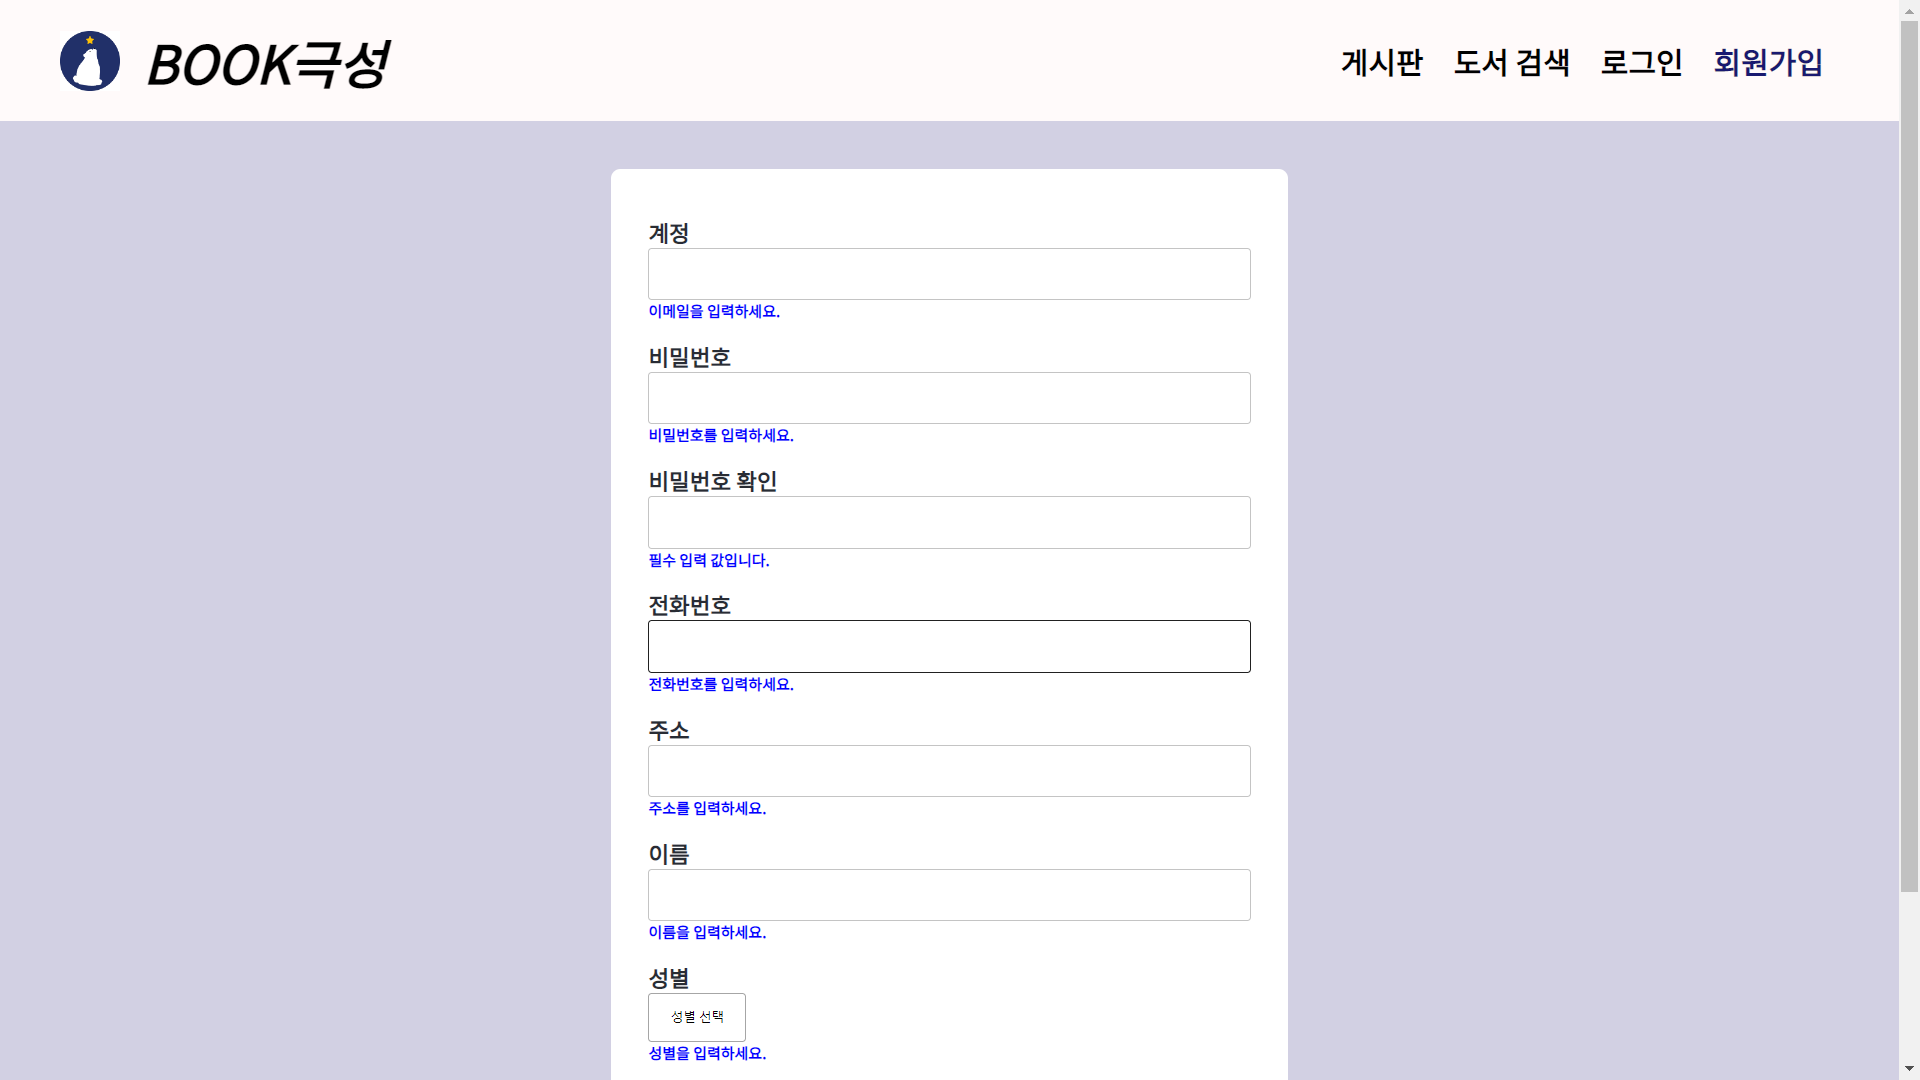 BOOK극성
게시판 도서 검색 로그인 회원가입
계정
이메일을 입력하세요.
비밀번호
비밀번호를 입력하세요.
비밀번호 확인
필수 입력 값입니다.
전화번호
전화번호를 입력하세요.
주소
주소를 입력하세요.
이름
이름을 입력하세요.
성별
성별 선택
성별을 입력하세요.